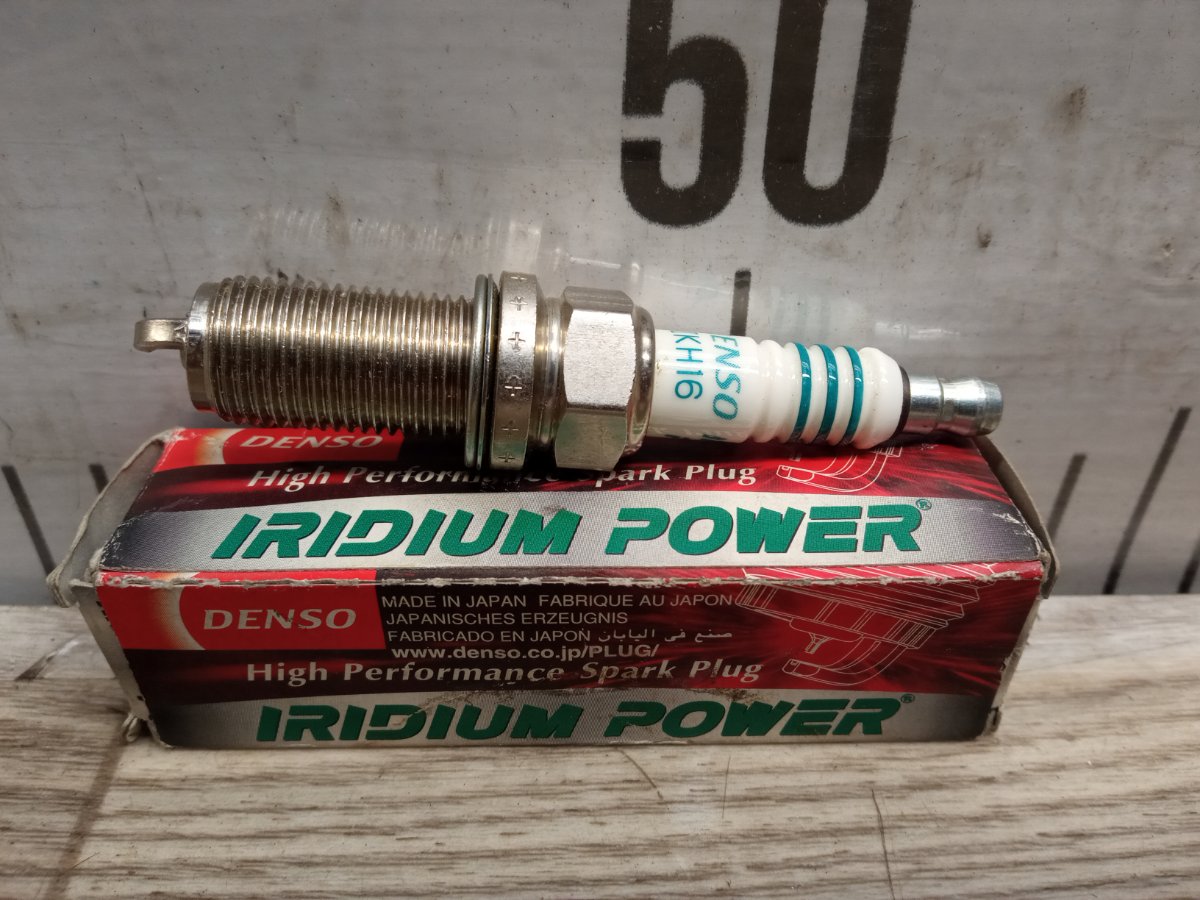 50
DENSO
KH16
DENSO
High Performance Spark Plug
IRIDIUM POWER®
DENSO
MADE IN JAPAN FABRIQUE AU JAPON
JAPANISCHES ERZEUGNIS
FABRICADO EN JAPON صنع في اليابان
www.denso.co.jp/PLUG/
High Performance Spark Plug
IRIDIUM POWER®